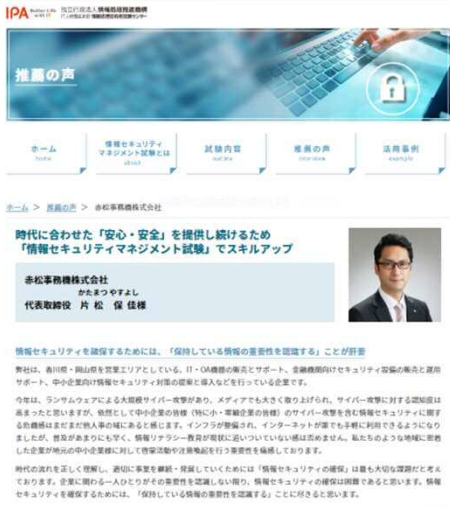 IPA Better Life with IT 独立行政法人情報処理推進機構
推薦の声
ホーム
home
情報セキュリティ
マネジメント試験とは
about
試験内容
outline
推薦の声
interview
活用事例
example
ホーム > 推薦の声 > 赤松事務機株式会社
時代に合わせた「安心・安全」を提供し続けるため
「情報セキュリティマネジメント試験」でスキルアップ
赤松事務機株式会社
かたまつ やすよし
代表取締役 片 松 保 佳様
情報セキュリティを確保するためには、「保持している情報の重要性を認識する」ことが肝要
弊社は、香川県・岡山県を営業エリアとしている、IT・OA機器の販売とサポート、金融機関向けセキュリティ設備の販売と運用
サポート、中小企業向け情報セキュリティ対策の提案と導入などを行っている企業です。
今年は、ランサムウェアによる大規模サイバー攻撃があり、メディアでも大きく取り上げられ、サイバー攻撃に対する認知度は
高まったと思いますが、依然として中小企業の皆様（特に小・零細企業の皆様）のサイバー攻撃を含む情報セキュリティに関す
る危機感はまだまだ他人事の域にあると感じます。インフラが整備され、インターネットが誰でも手軽に利用できるようになり
ましたが、普及があまりにも早く、情報リテラシー教育が現状に追いついていない感は否めません。私たちのような地域に密着
した企業が地元の中小企業様に対して啓蒙活動や注意喚起を行う重要性を痛感しております。
時代の流れを正しく理解し、適切に事業を継続・発展していくためには「情報セキュリティの確保」は最も大切な課題だと考え
ております。企業に関わる一人ひとりがその重要性を認識しない限り、情報セキュリティの確保は困難であると思います。情報
セキュリティを確保するためには、「保持している情報の重要性を認識する」ことに尽きると思います。